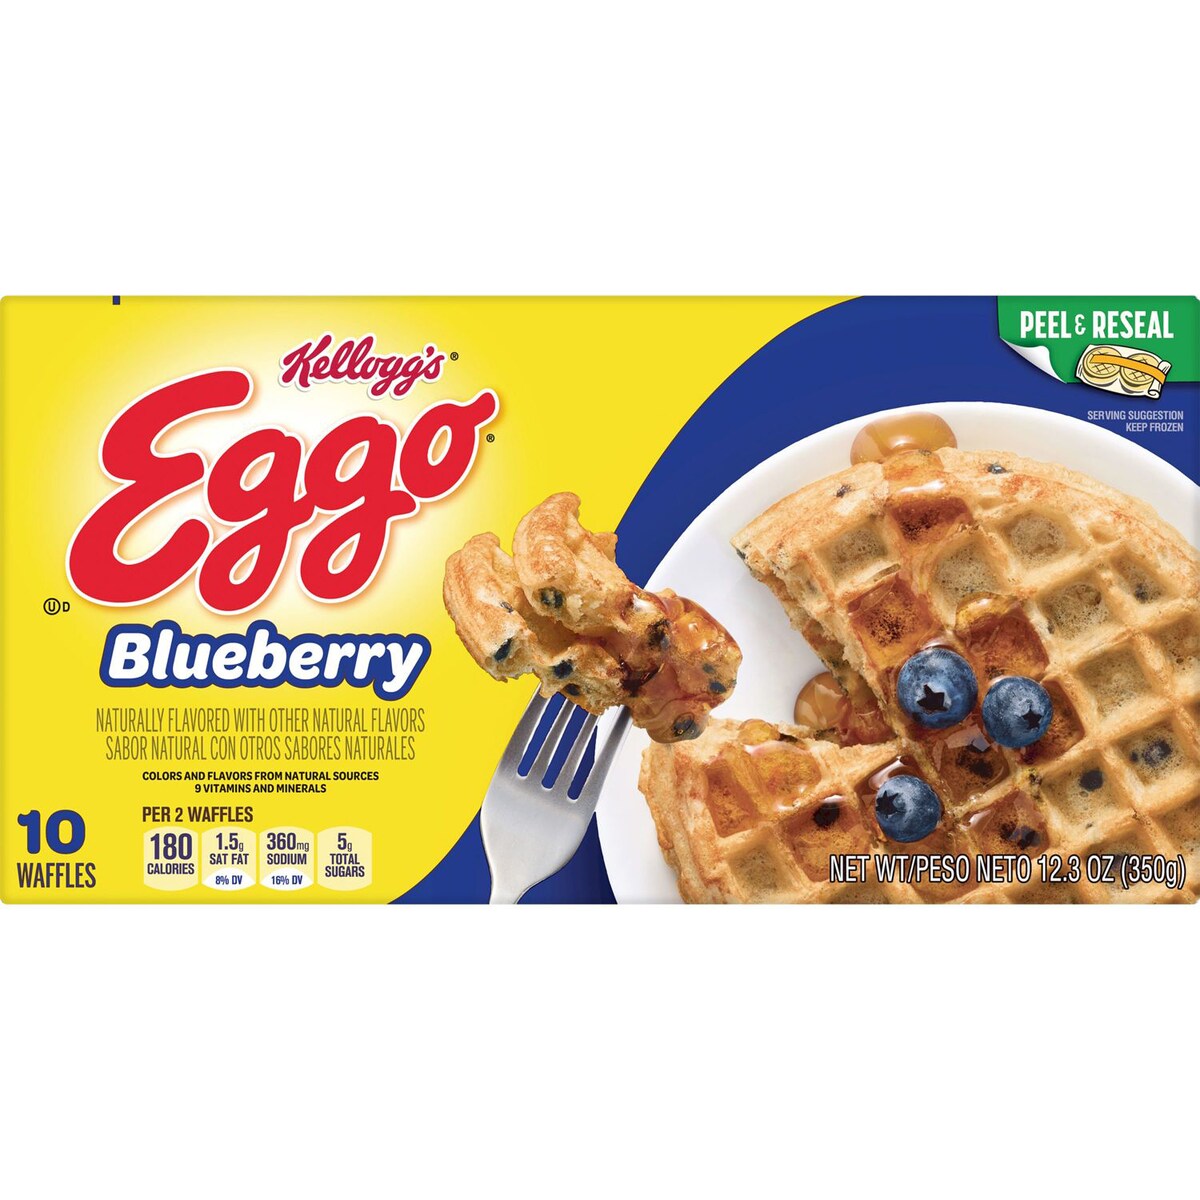 Kellogg's®
Eggo®
Ⓤ D
Blueberry
NATURALLY FLAVORED WITH OTHER NATURAL FLAVORS
SABOR NATURAL CON OTROS SABORES NATURALES
COLORS AND FLAVORS FROM NATURAL SOURCES
9 VITAMINS AND MINERALS
10
WAFFLES
PER 2 WAFFLES
180
CALORIES
1.5g
SAT FAT
8% DV
360mg
SODIUM
16% DV
5g
TOTAL
SUGARS
PEEL & RESEAL
SERVING SUGGESTION
KEEP FROZEN
NET WT/PESO NETO 12.3 OZ (350g)